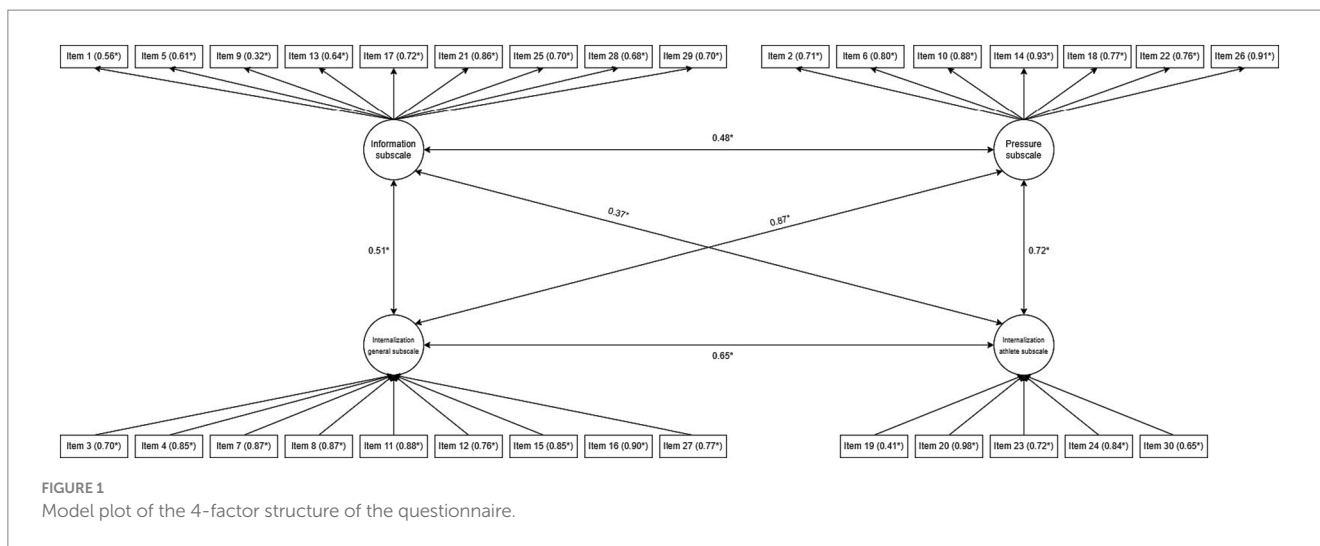 Item 1 (0.56*) Item 5 (0.61*) Item 9 (0.32*) Item 13 (0.64*) Item 17 (0.72*) Item 21 (0.86*) Item 25 (0.70*) Item 28 (0.68*) Item 29 (0.70*)
Item 2 (0.71*) Item 6 (0.80*) Item 10 (0.88*) Item 14 (0.93*) Item 18 (0.77*) Item 22 (0.76*) Item 26 (0.91*)
Information
subscale
0.48*
Pressure
subscale
0.37*
0.87*
0.51*
0.72*
Internalization
general subscale
0.65*
Internalization
athlete subscale
Item 3 (0.70*) Item 4 (0.85*) Item 7 (0.87*) Item 8 (0.87*) Item 11 (0.88*) Item 12 (0.76*) Item 15 (0.85*) Item 16 (0.90*) Item 27 (0.77*)
Item 19 (0.41*) Item 20 (0.98*) Item 23 (0.72*) Item 24 (0.84*) Item 30 (0.65*)
FIGURE 1
Model plot of the 4-factor structure of the questionnaire.